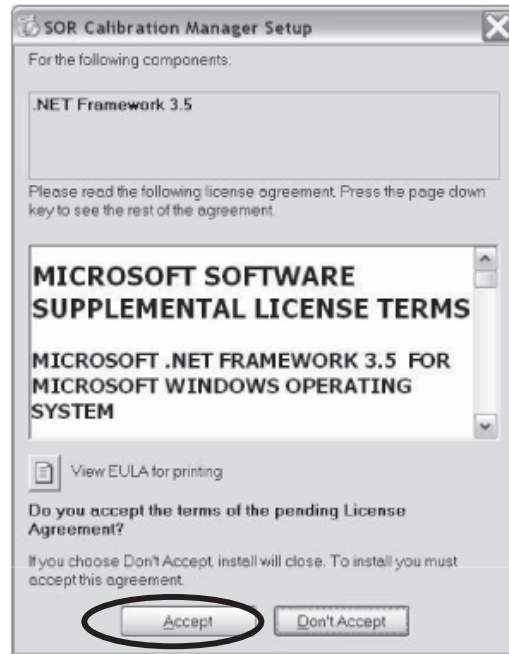 SOR Calibration Manager Setup
For the following components:
.NET Framework 3.5
Please read the following license agreement. Press the page down
key to see the rest of the agreement.
MICROSOFT SOFTWARE
SUPPLEMENTAL LICENSE TERMS
MICROSOFT .NET FRAMEWORK 3.5 FOR
MICROSOFT WINDOWS OPERATING
SYSTEM
View EULA for printing
Do you accept the terms of the pending License
Agreement?
If you choose Don't Accept, install will close. To install you must
accept this agreement.
Accept
Don't Accept